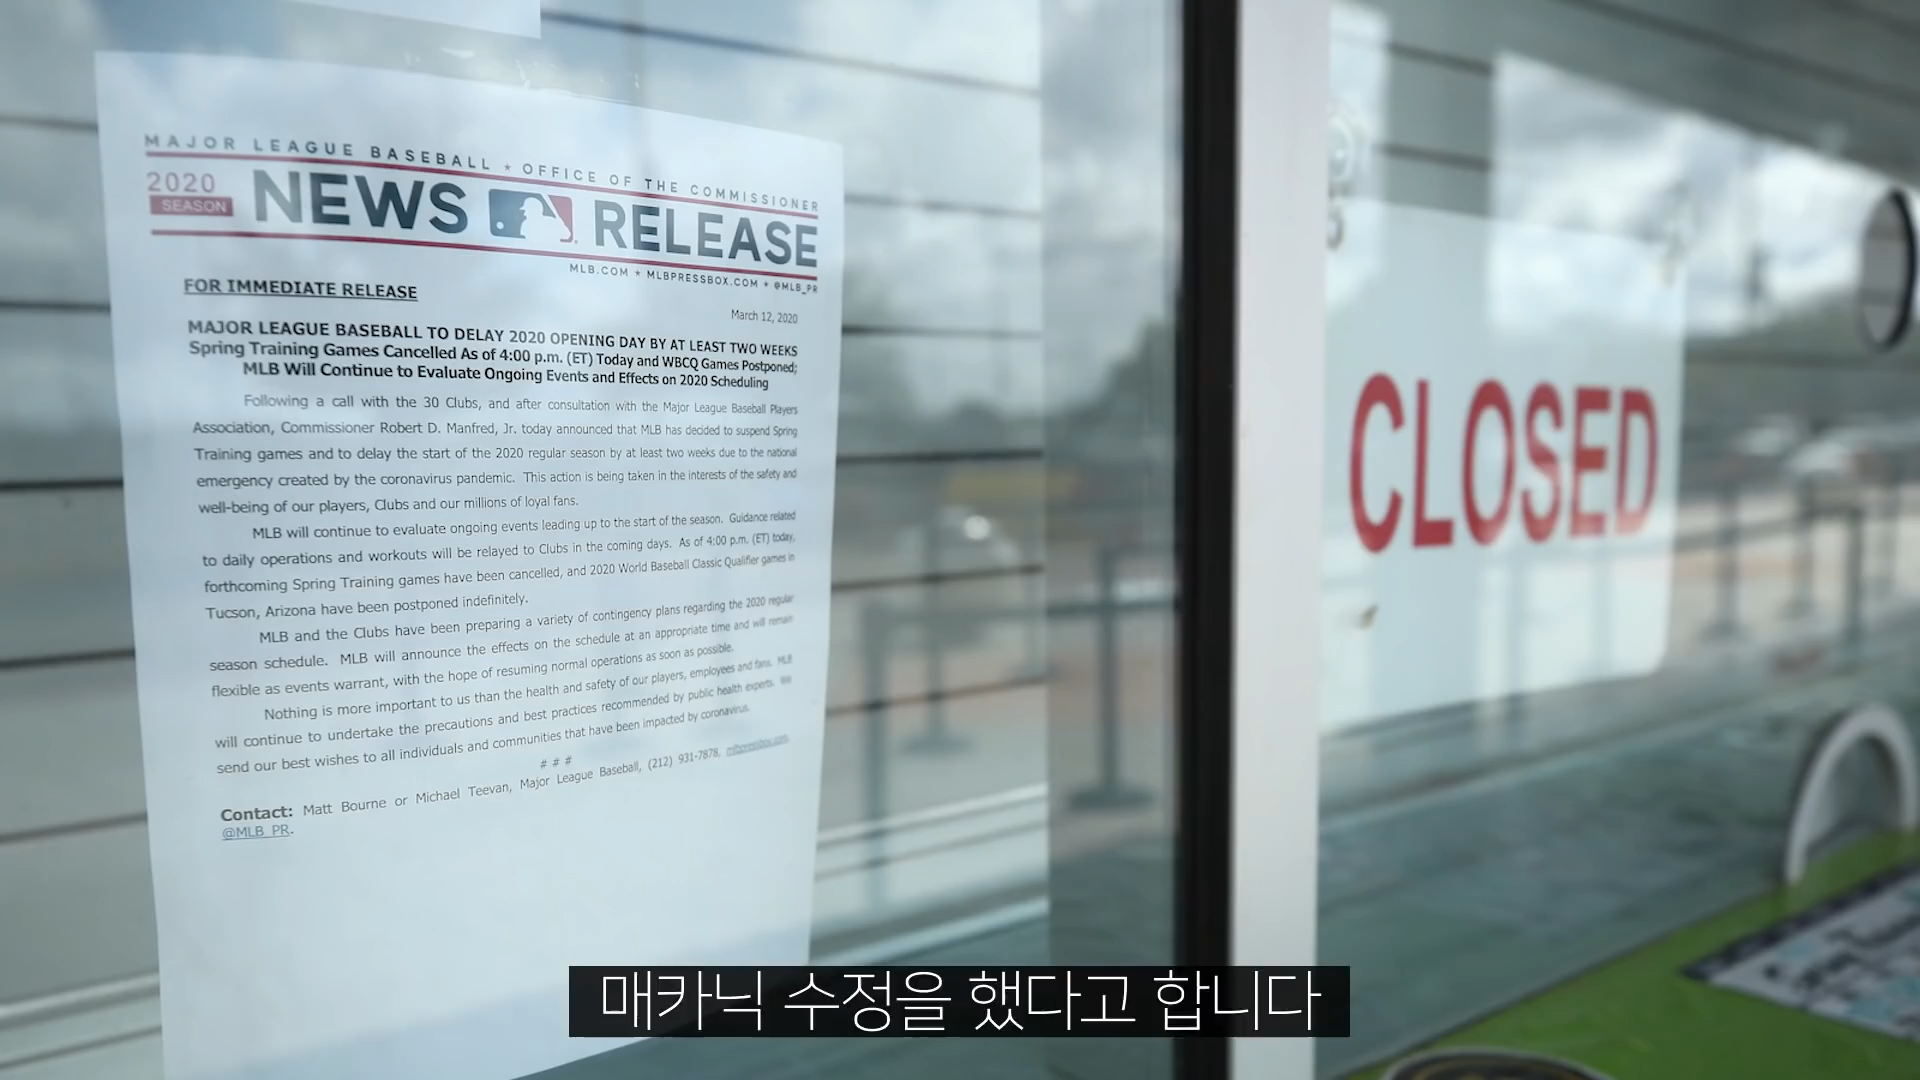 MAJOR LEAGUE BASEBALL ★ OFFICE OF THE COMMISSIONER
2020
SEASON
NEWS RELEASE
MLB.COM ★ MLBPRESSBOX.COM ★ @MLB_PR
FOR IMMEDIATE RELEASE
March 12, 2020
MAJOR LEAGUE BASEBALL TO DELAY 2020 OPENING DAY BY AT LEAST TWO WEEKS
Spring Training Games Cancelled As of 4:00 p.m. (ET) Today and WBCQ Games Postponed;
MLB Will Continue to Evaluate Ongoing Events and Effects on 2020 Scheduling
Following a call with the 30 Clubs, and after consultation with the Major League Baseball Players
Association, Commissioner Robert D. Manfred, Jr. today announced that MLB has decided to suspend Spring
Training games and to delay the start of the 2020 regular season by at least two weeks due to the national
emergency created by the coronavirus pandemic. This action is being taken in the interests of the safety and
well-being of our players, Clubs and our millions of loyal fans.
MLB will continue to evaluate ongoing events leading up to the start of the season. Guidance related
to daily operations and workouts will be relayed to Clubs in the coming days. As of 4:00 p.m. (ET) today,
forthcoming Spring Training games have been cancelled, and 2020 World Baseball Classic Qualifier games in
Tucson, Arizona have been postponed indefinitely.
MLB and the Clubs have been preparing a variety of contingency plans regarding the 2020 regular
season schedule. MLB will announce the effects on the schedule at an appropriate time and will remain
flexible as events warrant, with the hope of resuming normal operations as soon as possible.
Nothing is more important to us than the health and safety of our players, employees and fans. MLB
will continue to undertake the precautions and best practices recommended by public health experts. We
send our best wishes to all individuals and communities that have been impacted by coronavirus.
# # #
Contact: Matt Bourne or Michael Teevan, Major League Baseball, (212) 931-7878, mlbpressbox.com,
@MLB_PR.
CLOSED
매카닉 수정을 했다고 합니다